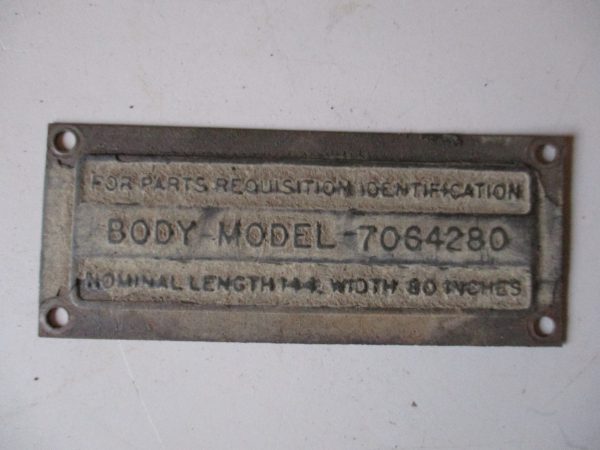 FOR PARTS REQUISITION IDENTIFICATION
BODY MODEL-7064280
NOMINAL LENGTH 144, WIDTH 80 INCHES